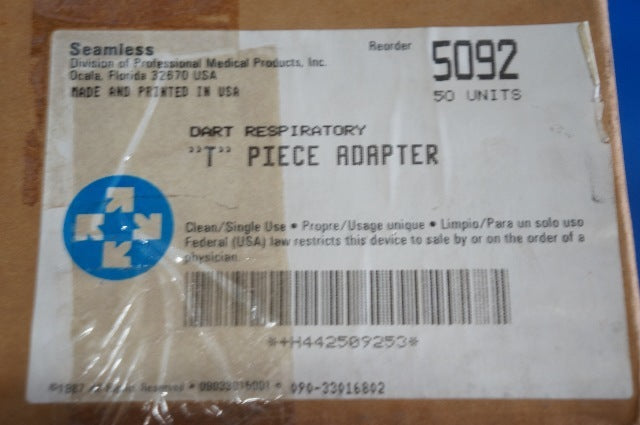 Seamless
Division of Professional Medical Products, Inc.
Ocala, Florida 32670 USA
MADE AND PRINTED IN USA
Reorder 5092
50 UNITS
DART RESPIRATORY
"T" PIECE ADAPTER
Clean/Single Use • Propre/Usage unique • Limpio/Para un solo uso
Federal (USA) law restricts this device to sale by or on the order of a
physician.
*+H442509253*
©1987 Reserved • 090-33016802